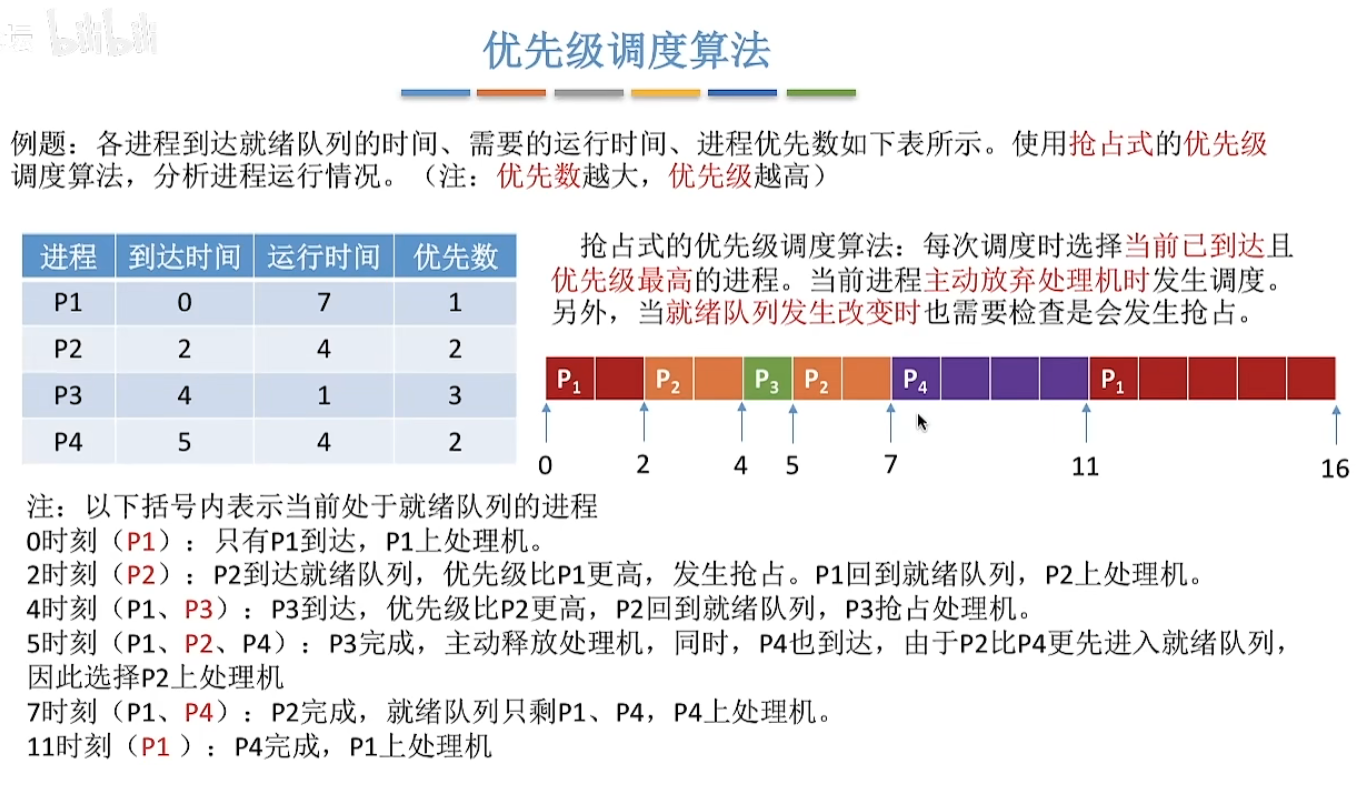 bilibili
优先级调度算法
例题：各进程到达就绪队列的时间、需要的运行时间、进程优先数如下表所示。使用抢占式的优先级
调度算法，分析进程运行情况。（注：优先数越大，优先级越高）
进程 到达时间 运行时间 优先数
P1 0 7 1
P2 2 4 2
P3 4 1 3
P4 5 4 2
抢占式的优先级调度算法：每次调度时选择当前已到达且
优先级最高的进程。当前进程主动放弃处理机时发生调度。
另外，当就绪队列发生改变时也需要检查是会发生抢占。
P1 P2 P3 P2 P4 P1
0 2 4 5 7 11 16
注：以下括号内表示当前处于就绪队列的进程
0时刻（P1）：只有P1到达，P1上处理机。
2时刻（P2）：P2到达就绪队列，优先级比P1更高，发生抢占。P1回到就绪队列，P2上处理机。
4时刻（P1、P3）：P3到达，优先级比P2更高，P2回到就绪队列，P3抢占处理机。
5时刻（P1、P2、P4）：P3完成，主动释放处理机，同时，P4也到达，由于P2比P4更先进入就绪队列，
因此选择P2上处理机
7时刻（P1、P4）：P2完成，就绪队列只剩P1、P4，P4上处理机。
11时刻（P1 ）：P4完成，P1上处理机